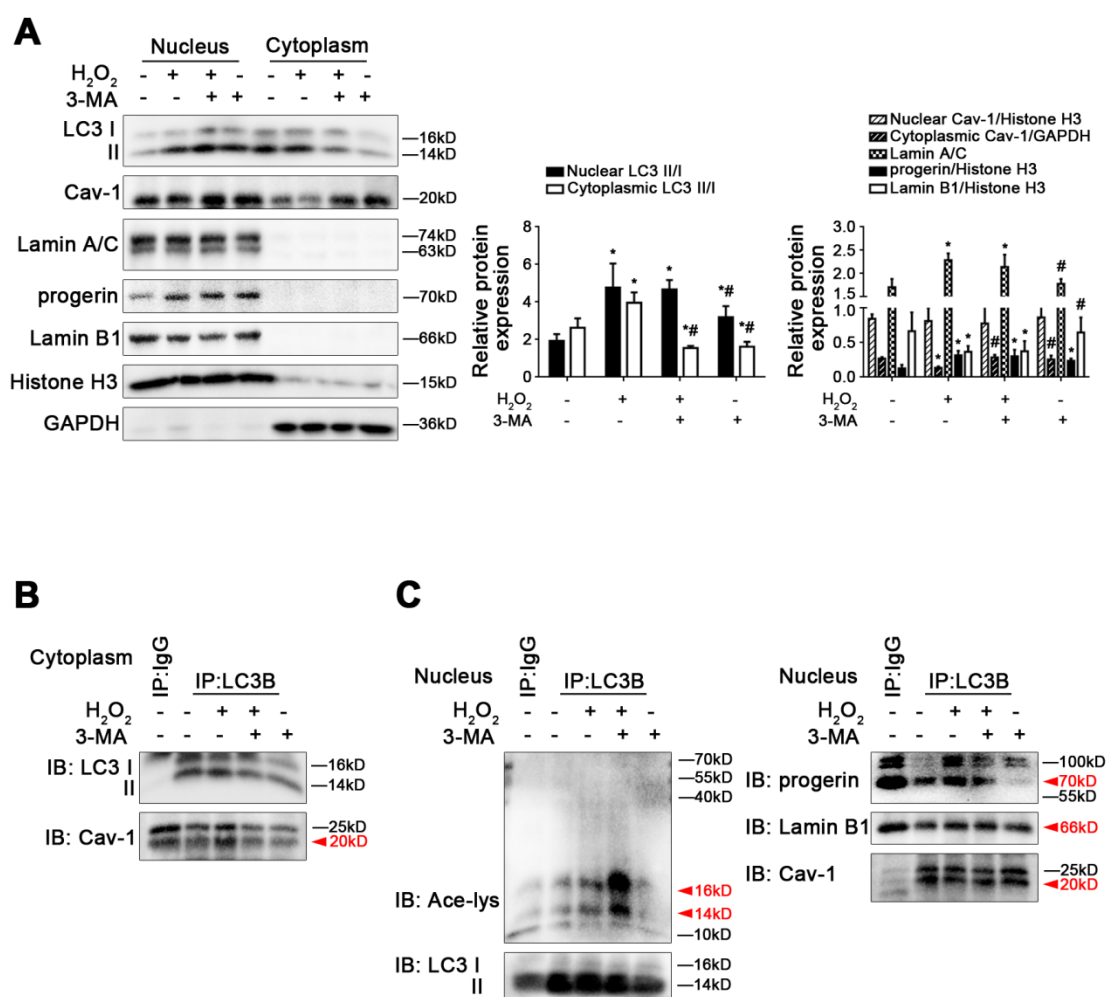 A
Nucleus Cytoplasm
H₂O₂ - + + - - + + -
3-MA - - + + - - + +
LC3 I
II
—16kD
—14kD
Cav-1 —20kD
Lamin A/C
—74kD
—63kD
progerin —70kD
Lamin B1 —66kD
Histone H3 —15kD
GAPDH —36kD
Nuclear LC3 II/I
Cytoplasmic LC3 II/I
Relative protein
expression
8
6
4
2
0
* * * *# *# *#
H₂O₂ - + + -
3-MA - - + +
Nuclear Cav-1/Histone H3
Cytoplasmic Cav-1/GAPDH
Lamin A/C
progerin/Histone H3
Lamin B1/Histone H3
Relative protein
expression
3.0
2.5
2.0
1.5
1.0
0.5
0.0
* * * * # * * * # # * #
H₂O₂ - + + -
3-MA - - + +
B
Cytoplasm
IP:IgG
IP:LC3B
H₂O₂ - - + + -
3-MA - - - + +
IB: LC3 I
II
—16kD
—14kD
IB: Cav-1
—25kD
20kD
C
Nucleus
IP:IgG
IP:LC3B
H₂O₂ - - + + -
3-MA - - - + +
—70kD
—55kD
—40kD
IB: Ace-lys
16kD
14kD
—10kD
IB: LC3 I
II
—16kD
—14kD
Nucleus
IP:IgG
IP:LC3B
H₂O₂ - - + + -
3-MA - - - + +
IB: progerin
—100kD
70kD
—55kD
IB: Lamin B1 66kD
IB: Cav-1
—25kD
20kD